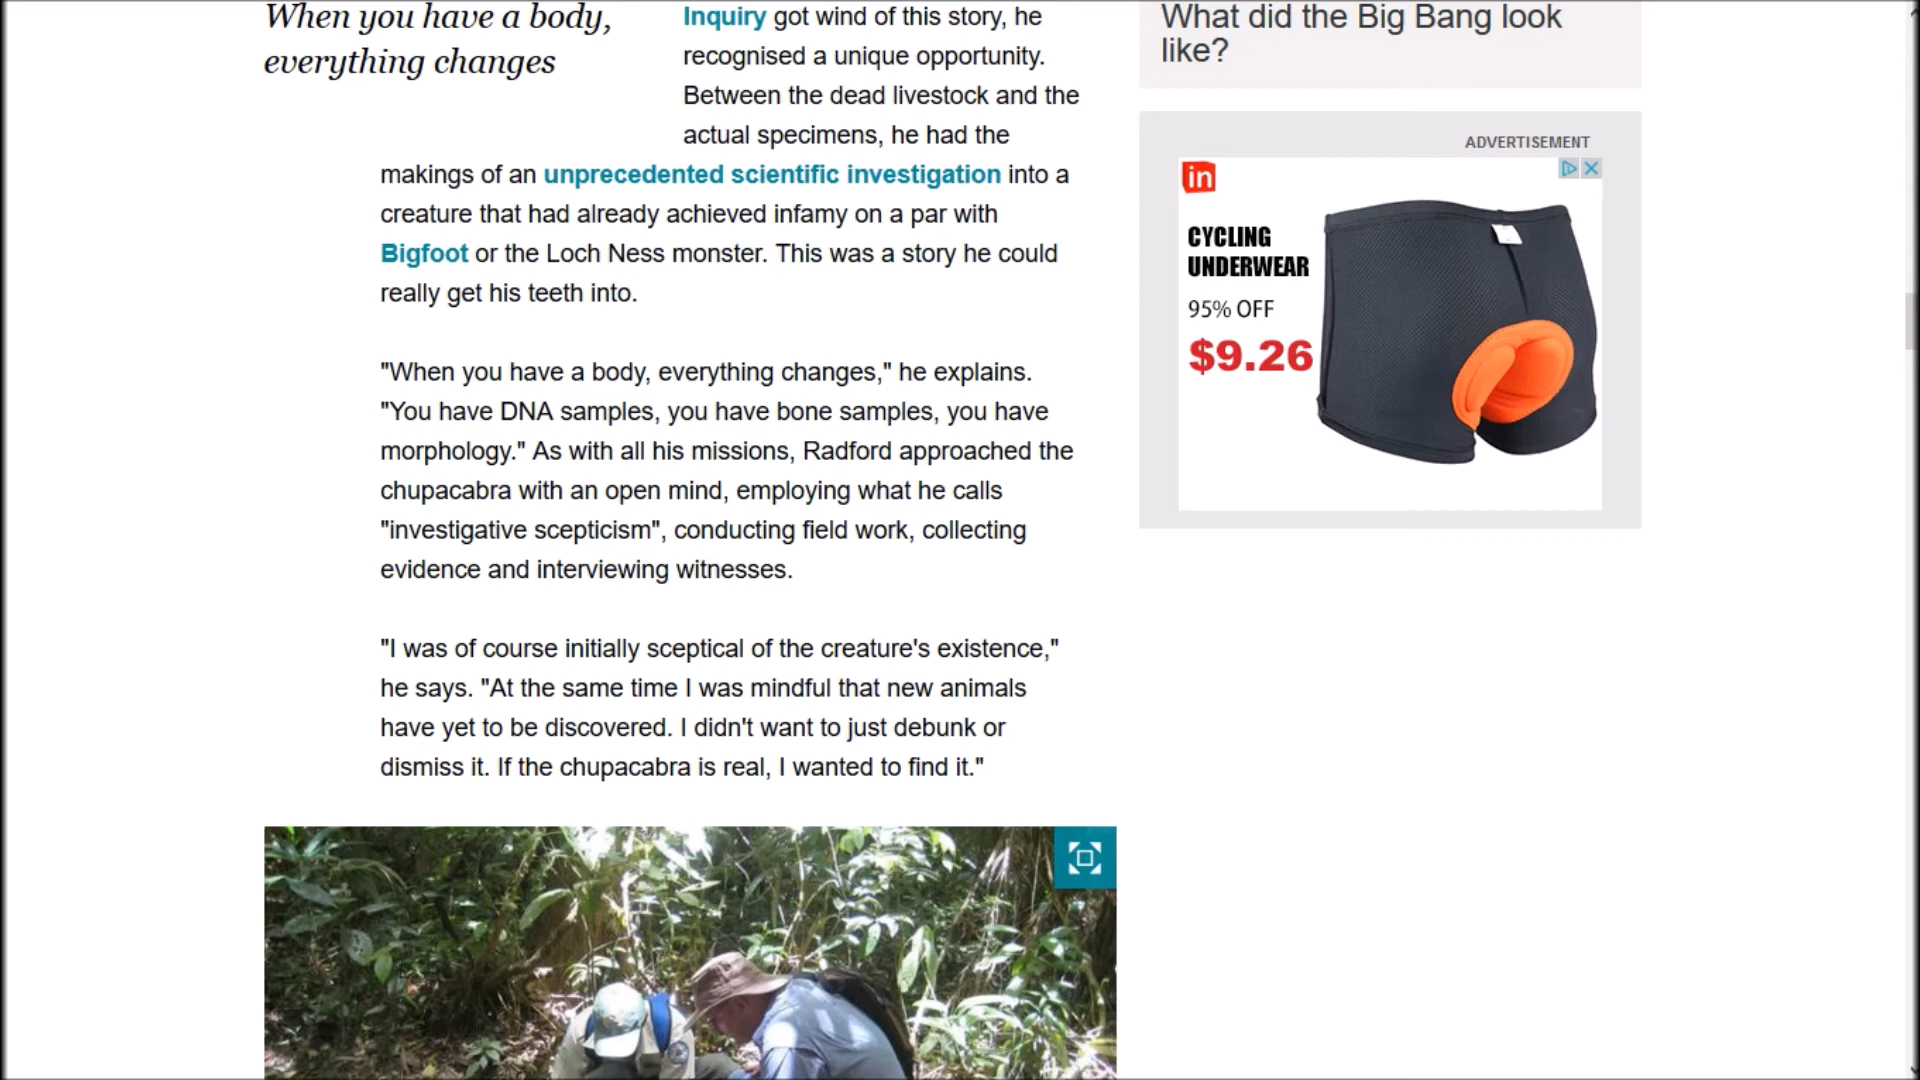 When you have a body,
everything changes
Inquiry got wind of this story, he
recognised a unique opportunity.
Between the dead livestock and the
actual specimens, he had the
makings of an unprecedented scientific investigation into a
creature that had already achieved infamy on a par with
Bigfoot or the Loch Ness monster. This was a story he could
really get his teeth into.
"When you have a body, everything changes," he explains.
"You have DNA samples, you have bone samples, you have
morphology." As with all his missions, Radford approached the
chupacabra with an open mind, employing what he calls
"investigative scepticism", conducting field work, collecting
evidence and interviewing witnesses.
"I was of course initially sceptical of the creature's existence,"
he says. "At the same time I was mindful that new animals
have yet to be discovered. I didn't want to just debunk or
dismiss it. If the chupacabra is real, I wanted to find it."
What did the Big Bang look
like?
ADVERTISEMENT
in
CYCLING
UNDERWEAR
95% OFF
$9.26